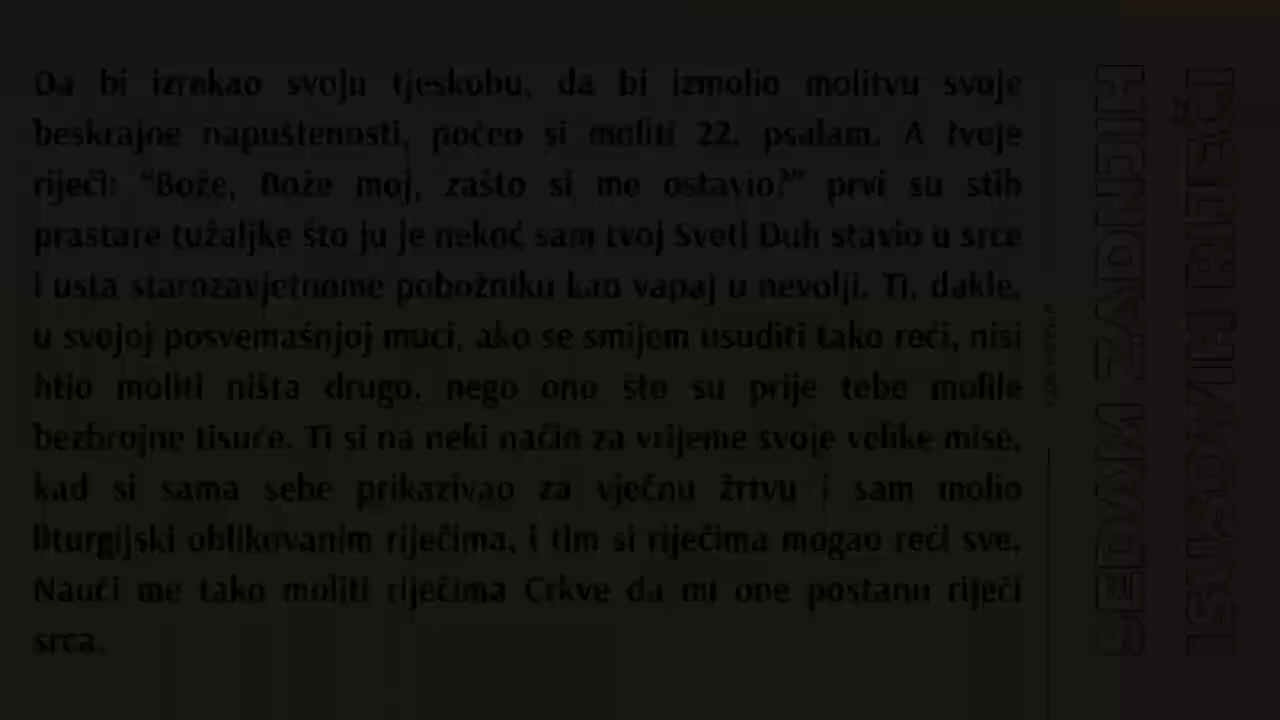 Da bi izrekao svoju tjeskobu, da bi izmolio molitvu svoje
beskrajne napuštenosti, počeo si moliti 22. psalam. A tvoje
riječi: “Bože, Bože moj, zašto si me ostavio?” prvi su stih
prastare tužaljke što ju je nekoć sam tvoj Sveti Duh stavio u srce
i usta starozavjetnome pobožniku kao vapaj u nevolji. Ti, dakle,
u svojoj posvemašnjoj muci, ako se smijem usuditi tako reći, nisi
htio moliti ništa drugo, nego ono što su prije tebe molile
bezbrojne tisuće. Ti si na neki način za vrijeme svoje velike mise,
kad si sama sebe prikazivao za vječnu žrtvu i sam molio
liturgijski oblikovanim riječima, i tim si riječima mogao reći sve.
Nauči me tako moliti riječima Crkve da mi one postanu riječi
srca.
SEDAM ZADNJIH
ISUSOVIH RIJEČI